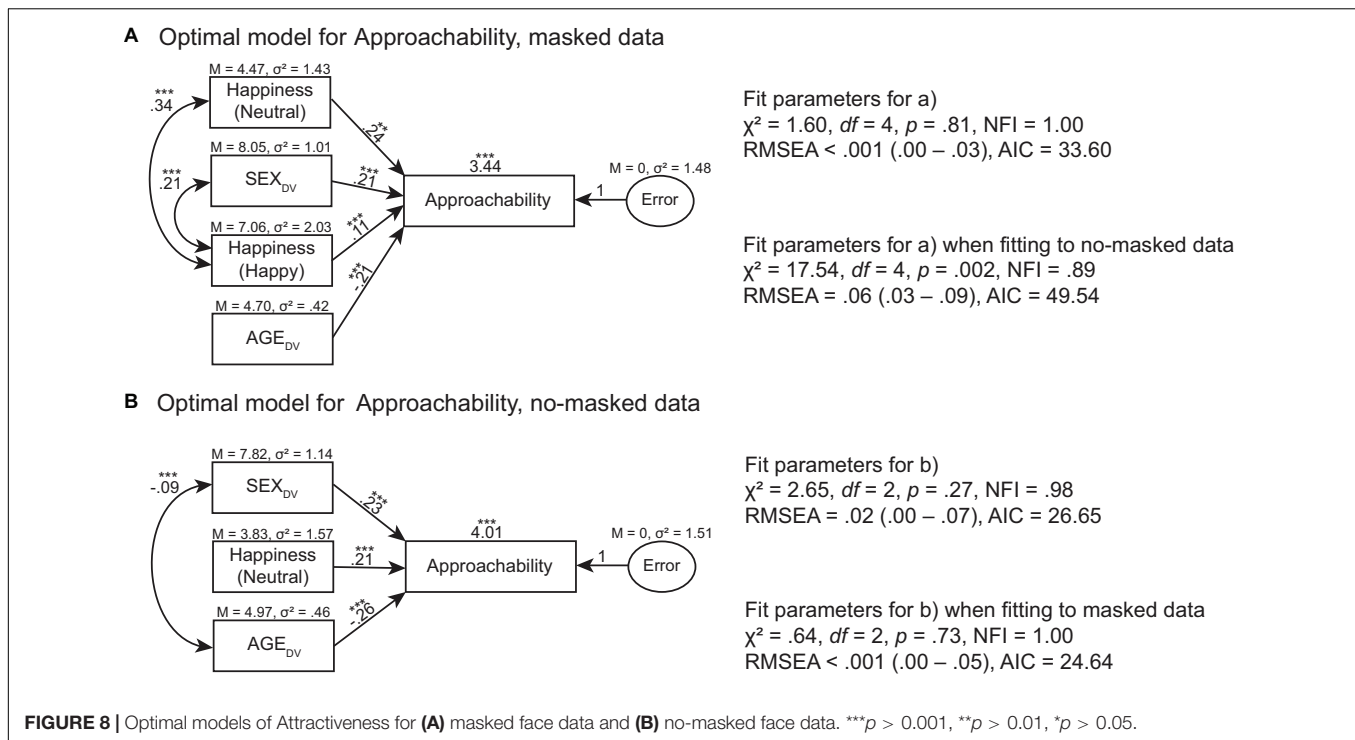 A Optimal model for Approachability, masked data
M = 4.47, σ² = 1.43
Happiness
(Neutral)
***
.34
**
.24
M = 8.05, σ² = 1.01
SEX_DV
***
.21
***
.21
M = 7.06, σ² = 2.03
Happiness
(Happy)
***
.11
M = 4.70, σ² = .42
AGE_DV
***
-.21
***
3.44
Approachability
1
M = 0, σ² = 1.48
Error
Fit parameters for a)
χ² = 1.60, df = 4, p = .81, NFI = 1.00
RMSEA < .001 (.00 – .03), AIC = 33.60
Fit parameters for a) when fitting to no-masked data
χ² = 17.54, df = 4, p = .002, NFI = .89
RMSEA = .06 (.03 – .09), AIC = 49.54
B Optimal model for Approachability, no-masked data
M = 7.82, σ² = 1.14
SEX_DV
***
-.09
***
.23
M = 3.83, σ² = 1.57
Happiness
(Neutral)
***
.21
M = 4.97, σ² = .46
AGE_DV
***
-.26
***
4.01
Approachability
1
M = 0, σ² = 1.51
Error
Fit parameters for b)
χ² = 2.65, df = 2, p = .27, NFI = .98
RMSEA = .02 (.00 – .07), AIC = 26.65
Fit parameters for b) when fitting to masked data
χ² = .64, df = 2, p = .73, NFI = 1.00
RMSEA < .001 (.00 – .05), AIC = 24.64
FIGURE 8 | Optimal models of Attractiveness for (A) masked face data and (B) no-masked face data. ***p > 0.001, **p > 0.01, *p > 0.05.